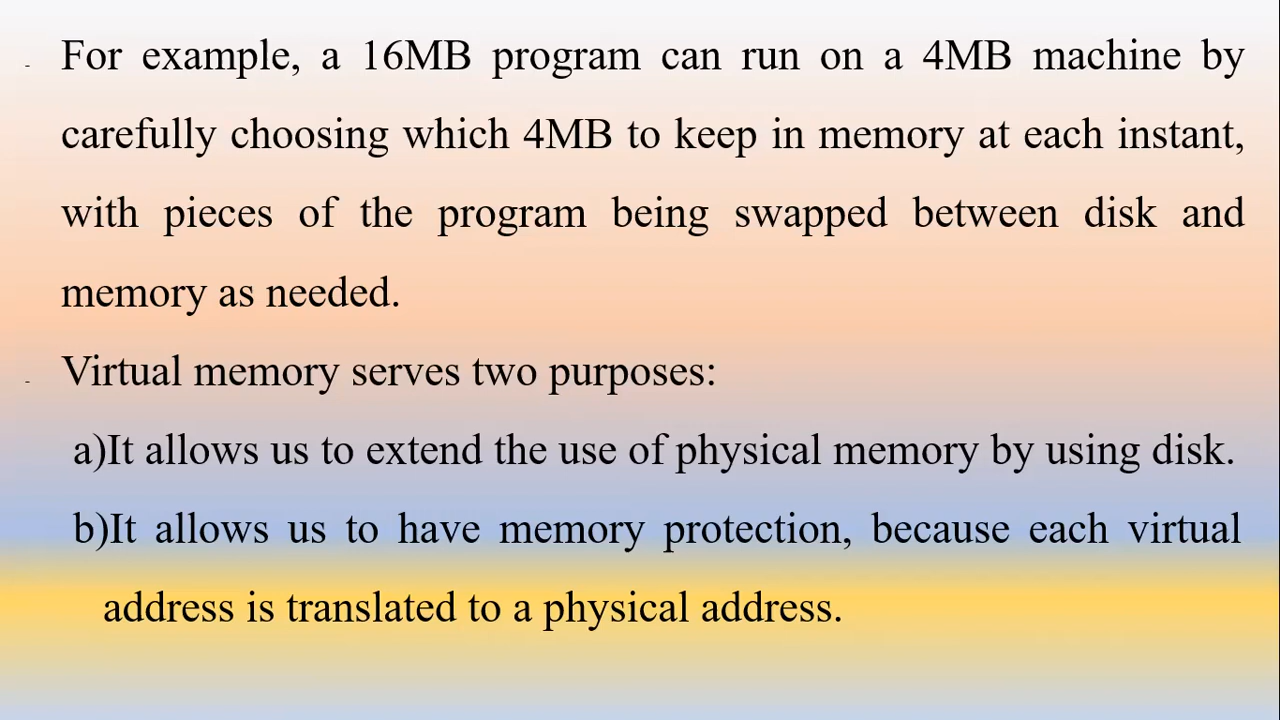 - For example, a 16MB program can run on a 4MB machine by
carefully choosing which 4MB to keep in memory at each instant,
with pieces of the program being swapped between disk and
memory as needed.
- Virtual memory serves two purposes:
a)It allows us to extend the use of physical memory by using disk.
b)It allows us to have memory protection, because each virtual
address is translated to a physical address.